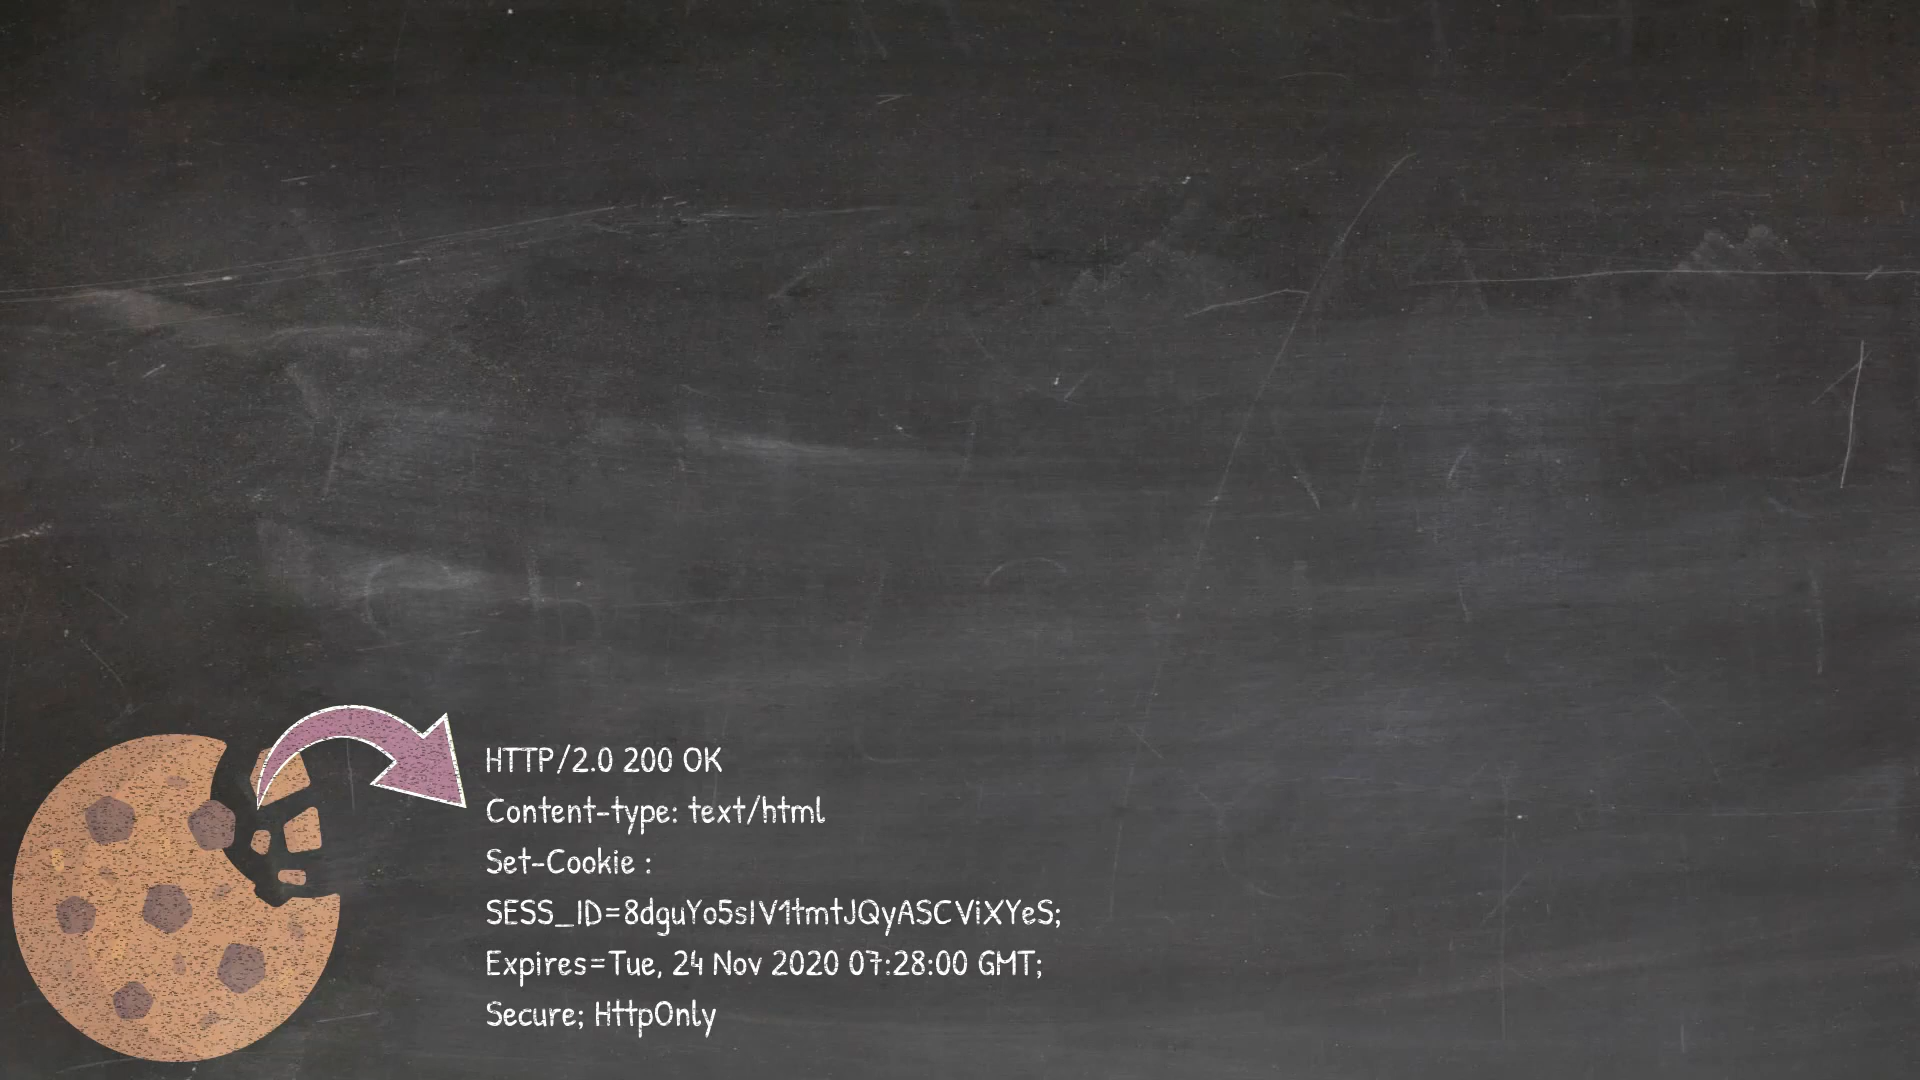 HTTP/2.0 200 OK
Content-type: text/html
Set-Cookie :
SESS_ID=8dguYo5sIV1tmtJQyASCViXYeS;
Expires=Tue, 24 Nov 2020 07:28:00 GMT;
Secure; HttpOnly